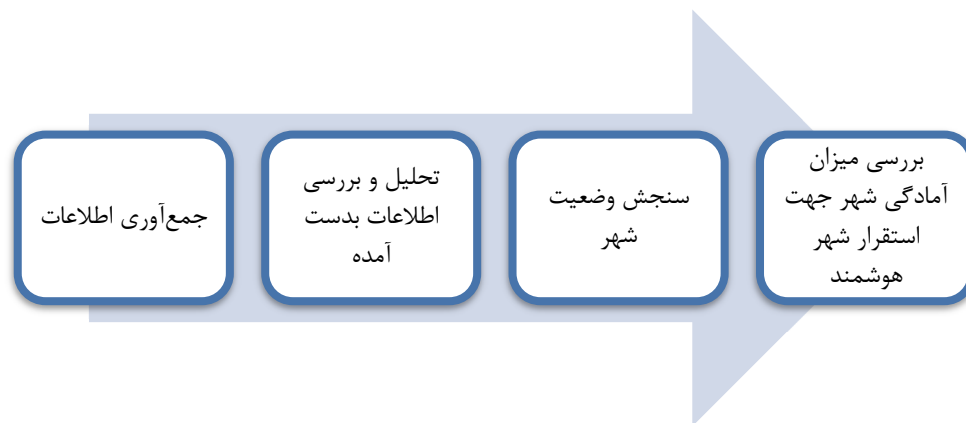 جمع‌آوری اطلاعات
تحلیل و بررسی
اطلاعات بدست
آمده
سنجش وضعیت
شهر
بررسی میزان
آمادگی شهر جهت
استقرار شهر
هوشمند